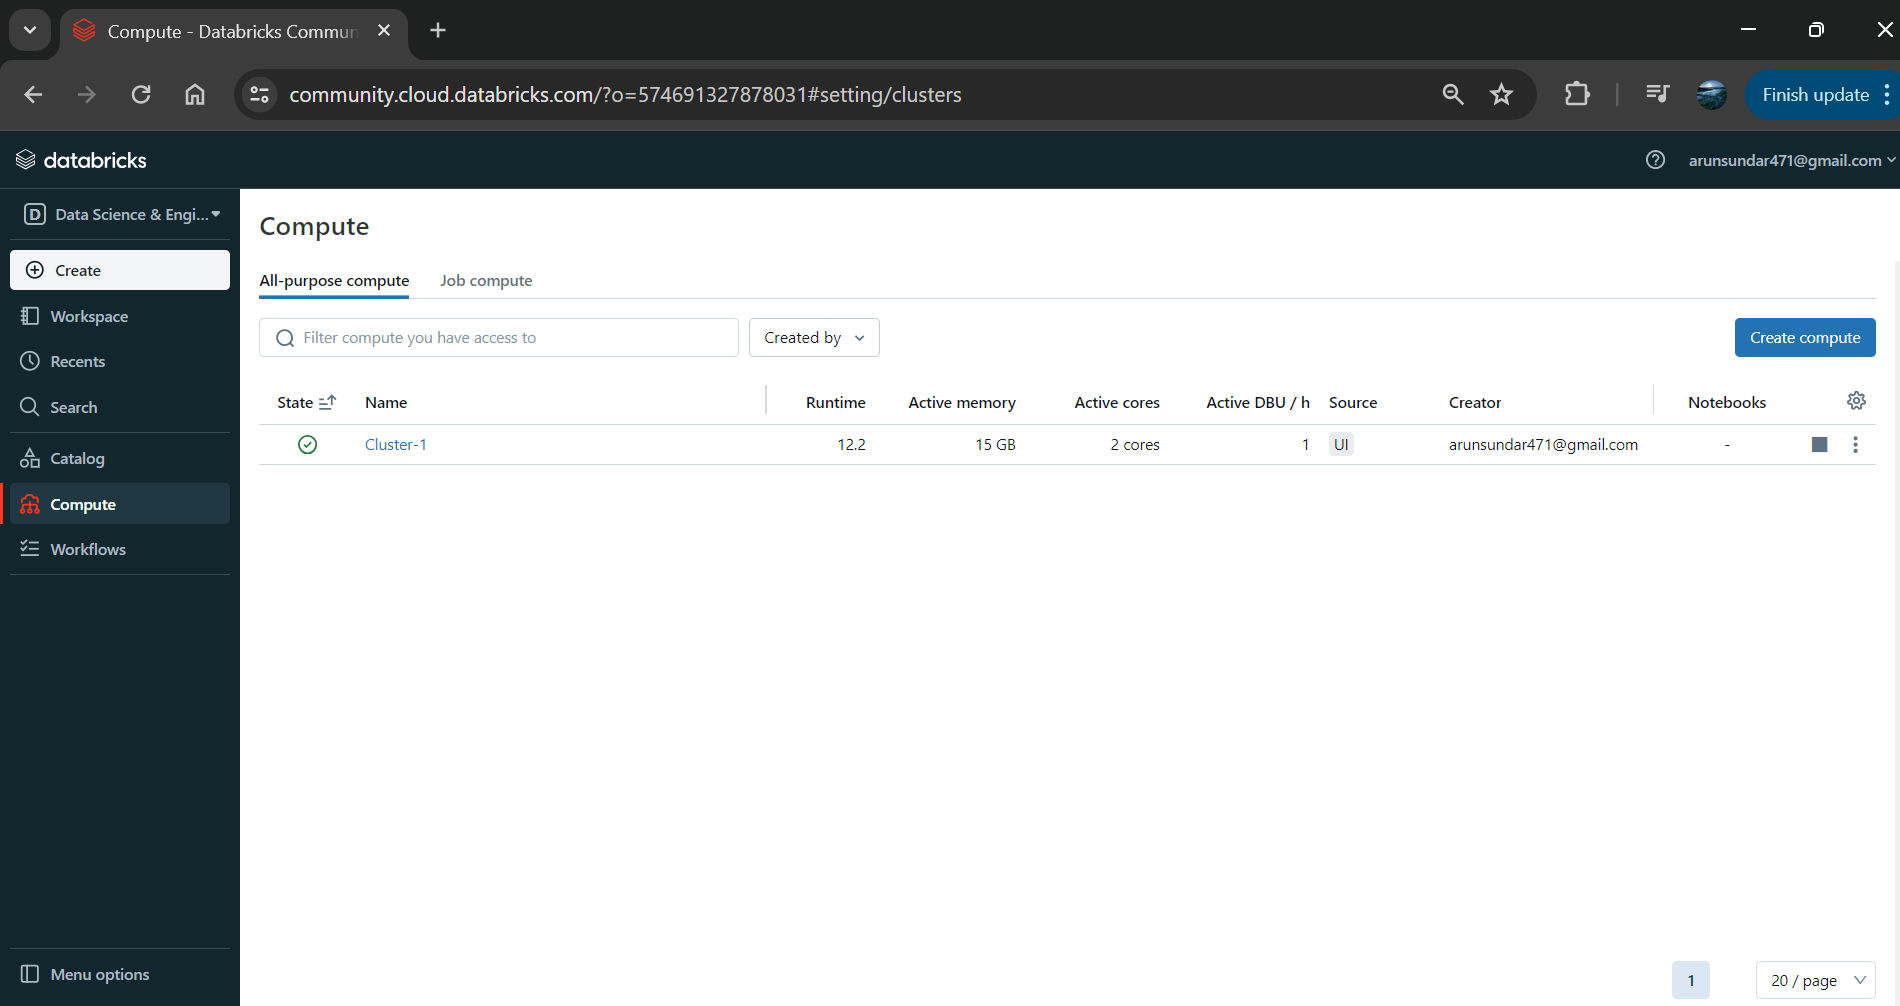 Compute - Databricks Commun
community.cloud.databricks.com/?o=574691327878031#setting/clusters
Finish update
databricks
arunsundar471@gmail.com
D Data Science & Engi...
Create
Workspace
Recents
Search
Catalog
Compute
Workflows
Menu options
Compute
All-purpose compute Job compute
Filter compute you have access to Created by Create compute
State Name Runtime Active memory Active cores Active DBU / h Source Creator Notebooks
Cluster-1 12.2 15 GB 2 cores 1 UI arunsundar471@gmail.com -
1 20 / page